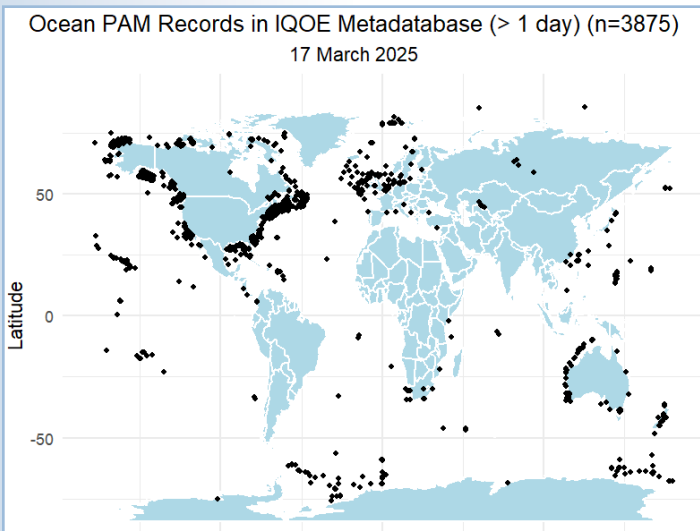 Ocean PAM Records in IQOE Metadatabase (> 1 day) (n=3875)
17 March 2025
50
0
-50
Latitude